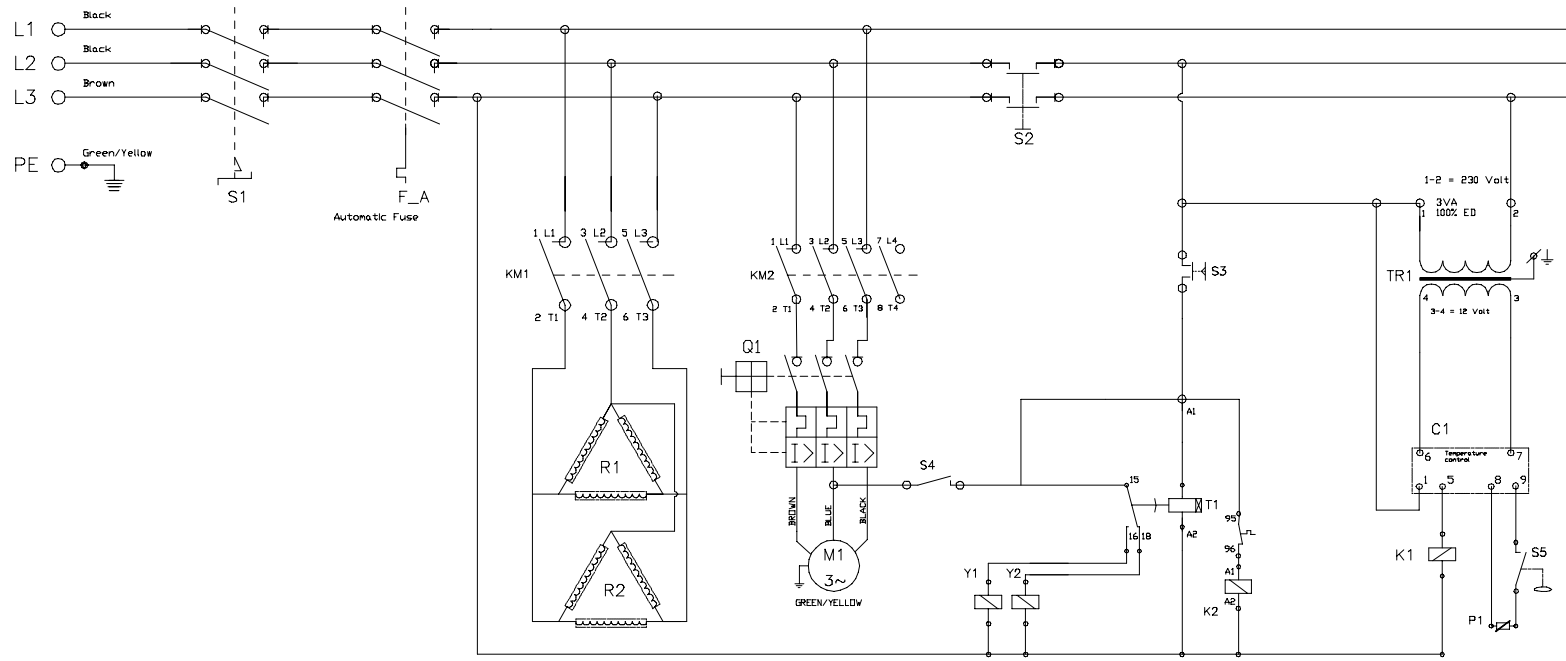 L1
Black
L2
Black
L3
Brown
PE
Green/Yellow
S1
F_A
Automatic Fuse
S2
1-2 = 230 Volt
3VA
100% ED
1
2
1 L1
3 L2
5 L3
KM1
2 T1
4 T2
6 T3
1 L1
3 L2
5 L3
7 L4
KM2
2 T1
4 T2
6 T3
8 T4
S3
TR1
4
3
3-4 = 12 Volt
Q1
A1
C1
R1
I >
I >
I >
S4
6
Temperature
control
7
1
5
8
9
15
BROWN
BLUE
BLACK
T1
95
16
18
A2
96
M1
3~
K1
S5
Y1
Y2
A1
R2
GREEN/YELLOW
A2
K2
P1